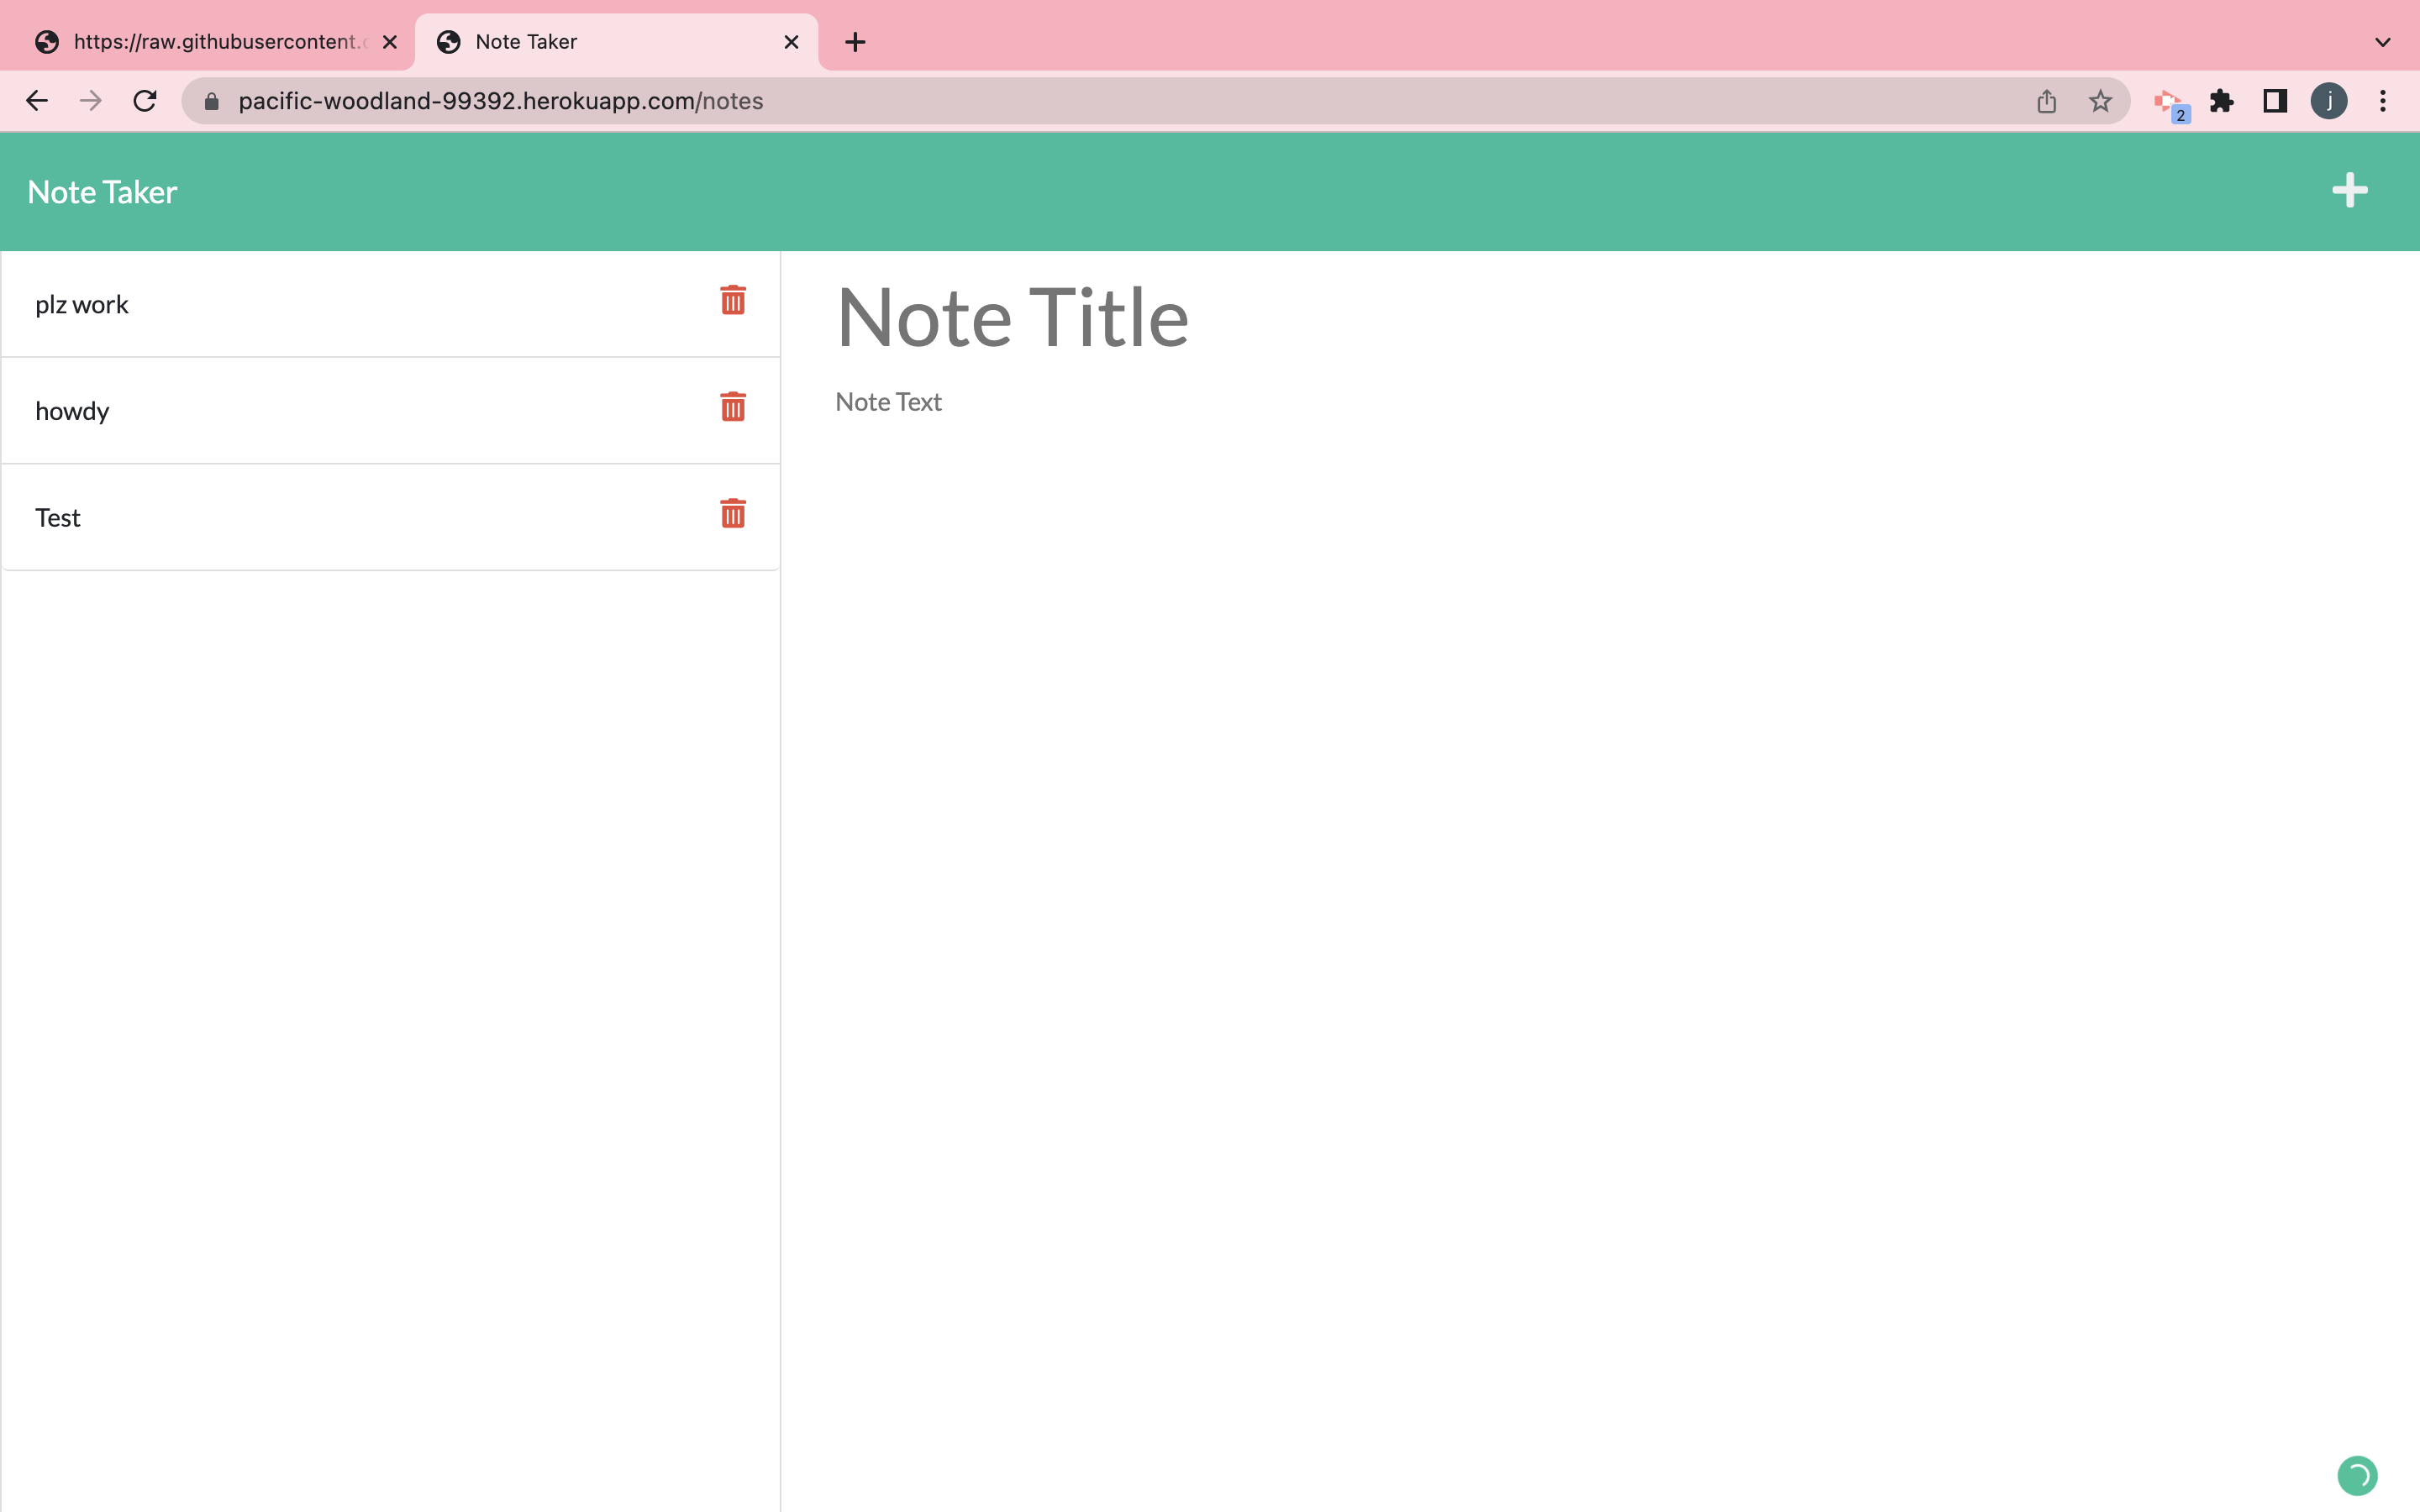 https://raw.githubusercontent.
Note Taker
pacific-woodland-99392.herokuapp.com/notes
2
j
Note Taker
plz work
howdy
Test
Note Title
Note Text